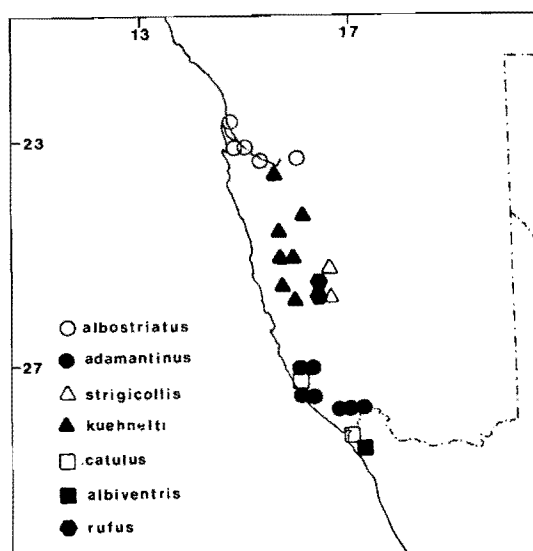 13 17
23
27
albostriatus
adamantinus
strigicollis
kuehnelti
catulus
albiventris
rufus